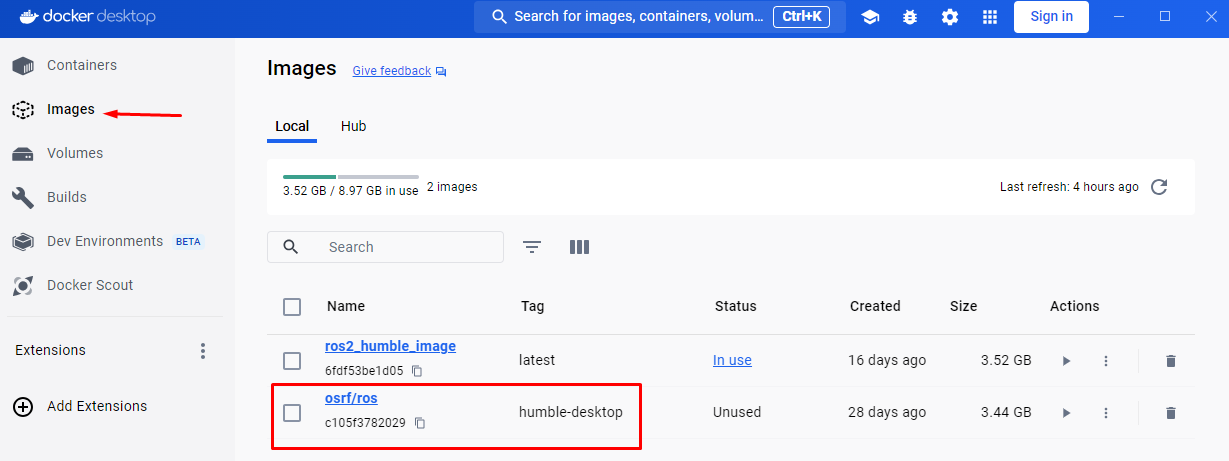 docker desktop
Search for images, containers, volum... Ctrl+K
Sign in
Containers
Images
Volumes
Builds
Dev Environments BETA
Docker Scout
Extensions
Add Extensions
Images Give feedback
Local Hub
3.52 GB / 8.97 GB in use 2 images
Last refresh: 4 hours ago
Search
Name Tag Status Created Size Actions
ros2_humble_image
6fdf53be1d05
latest In use 16 days ago 3.52 GB
osrf/ros
c105f3782029
humble-desktop Unused 28 days ago 3.44 GB